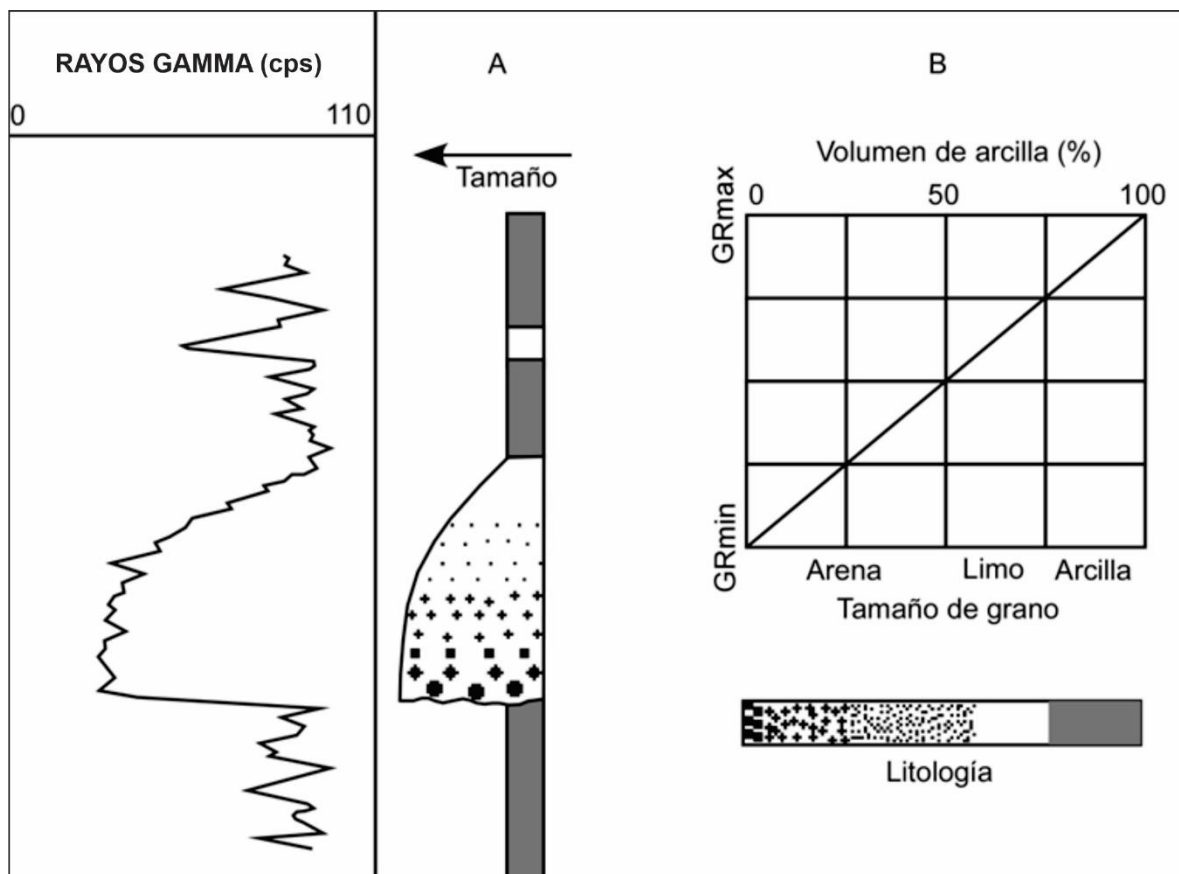 RAYOS GAMMA (cps)
0 110
A
Tamaño
B
Volumen de arcilla (%)
0 50 100
GRmax
GRmin
Arena Limo Arcilla
Tamaño de grano
Litología